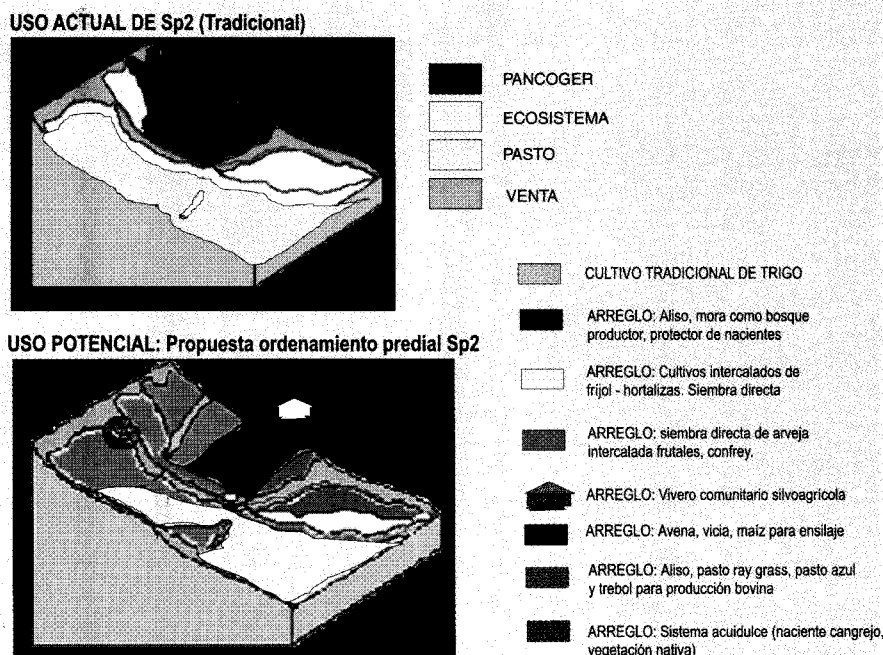 USO ACTUAL DE Sp2 (Tradicional)
PANCOGER
ECOSISTEMA
PASTO
VENTA
CULTIVO TRADICIONAL DE TRIGO
ARREGLO: Aliso, mora como bosque
productor, protector de nacientes
USO POTENCIAL: Propuesta ordenamiento predial Sp2
ARREGLO: Cultivos intercalados de
frijol - hortalizas. Siembra directa
ARREGLO: siembra directa de arveja
intercalada frutales, confrey.
ARREGLO: Vivero comunitario silvoagricola
ARREGLO: Avena, vicia, maíz para ensilaje
ARREGLO: Aliso, pasto ray grass, pasto azul
y trebol para producción bovina
ARREGLO: Sistema acuidulce (naciente cangrejo,
vegetación nativa)